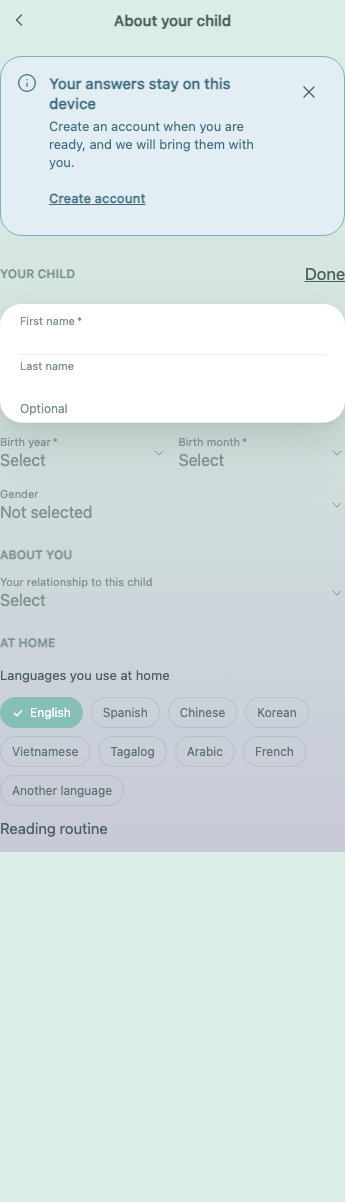 About your child
Your answers stay on this
device
Create an account when you are
ready, and we will bring them with
you.
Create account
YOUR CHILD
Done
First name *
Last name
Optional
Birth year *
Birth month *
Select
Select
Gender
Not selected
ABOUT YOU
Your relationship to this child
Select
AT HOME
Languages you use at home
English
Spanish
Chinese
Korean
Vietnamese
Tagalog
Arabic
French
Another language
Reading routine